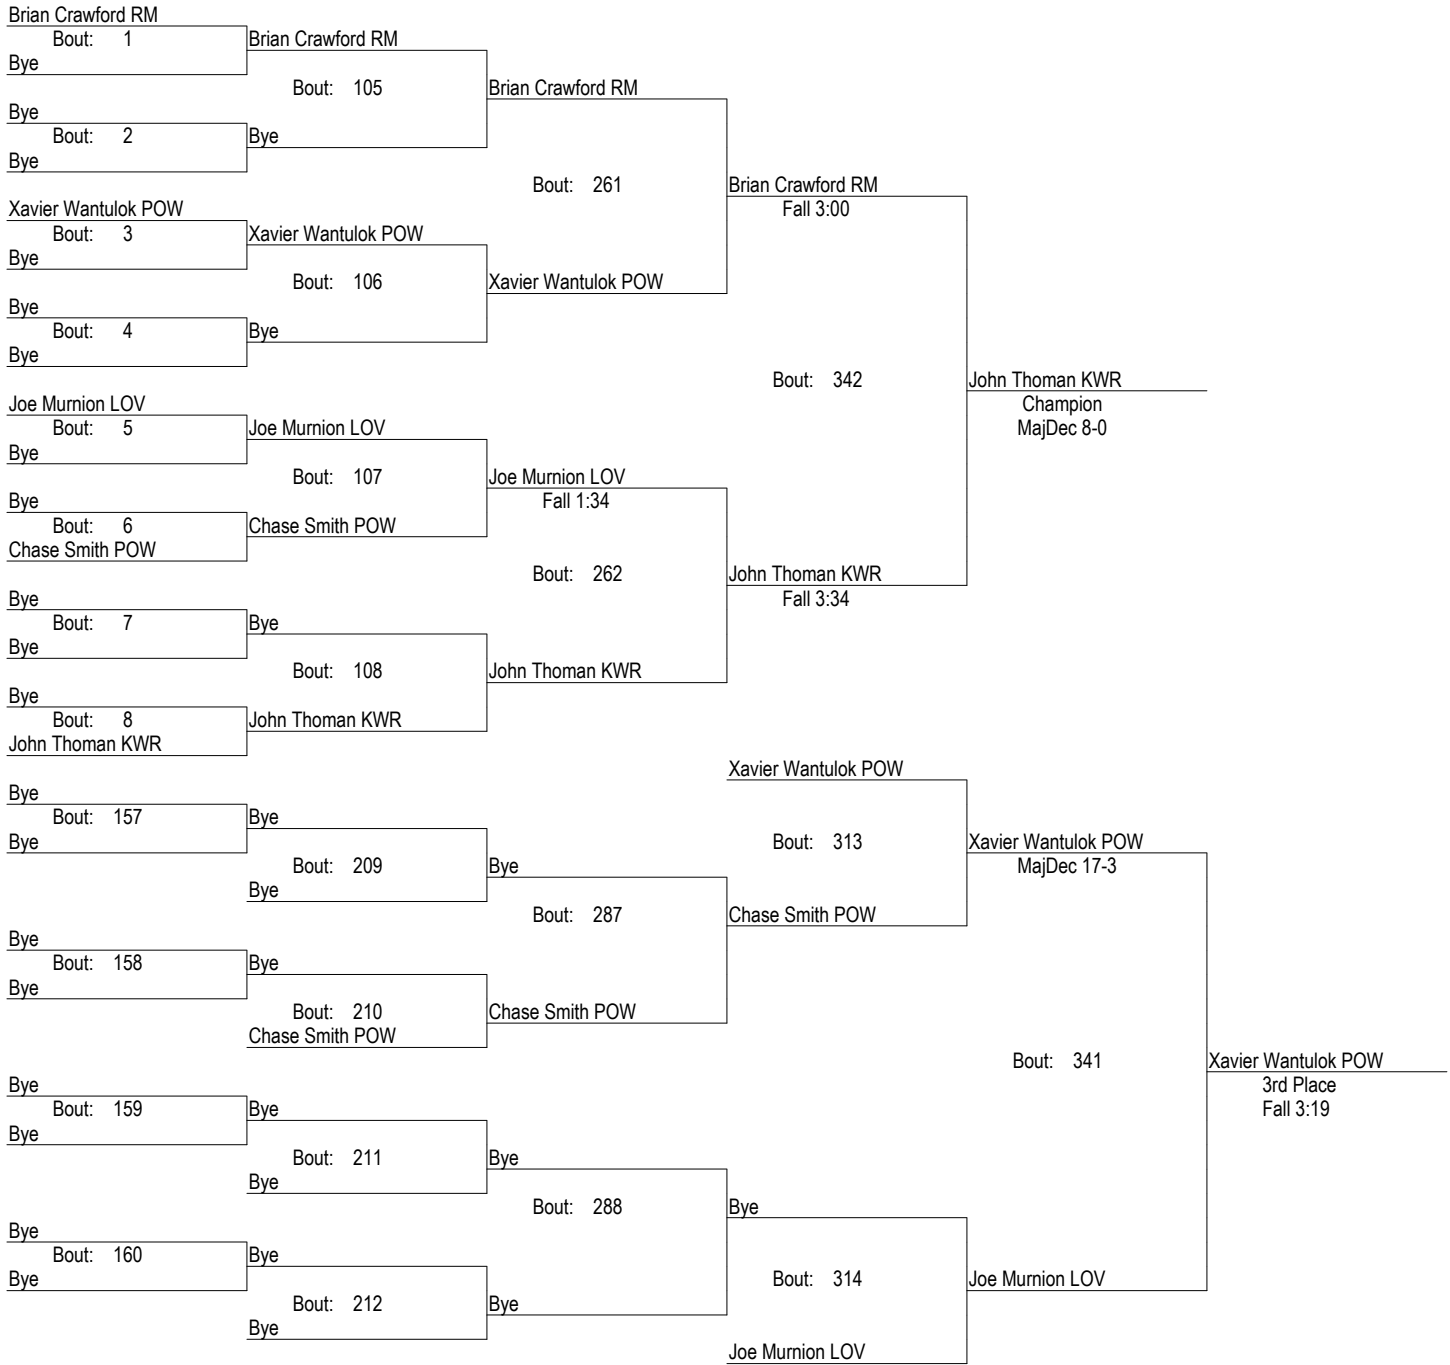 Brian Crawford RM
Bout: 1
Brian Crawford RM
Bye
Bout: 105
Brian Crawford RM
Bye
Bout: 2
Bye
Bye
Bout: 261
Brian Crawford RM
Fall 3:00
Xavier Wantulok POW
Bout: 3
Xavier Wantulok POW
Bye
Bout: 106
Xavier Wantulok POW
Bye
Bout: 4
Bye
Bye
Bout: 342
John Thoman KWR
Champion
MajDec 8-0
Joe Murnion LOV
Bout: 5
Joe Murnion LOV
Bye
Bout: 107
Joe Murnion LOV
Fall 1:34
Bye
Bout: 6
Chase Smith POW
Chase Smith POW
Bout: 262
John Thoman KWR
Fall 3:34
Bye
Bout: 7
Bye
Bye
Bout: 108
John Thoman KWR
Bye
Bout: 8
John Thoman KWR
John Thoman KWR
Xavier Wantulok POW
Bye
Bout: 157
Bye
Bye
Bout: 313
Xavier Wantulok POW
MajDec 17-3
Bout: 209
Bye
Bye
Bout: 287
Chase Smith POW
Bye
Bout: 158
Bye
Bye
Bout: 210
Chase Smith POW
Chase Smith POW
Bout: 341
Xavier Wantulok POW
3rd Place
Fall 3:19
Bye
Bout: 159
Bye
Bye
Bout: 211
Bye
Bye
Bout: 288
Bye
Bye
Bout: 160
Bye
Bye
Bout: 314
Joe Murnion LOV
Bout: 212
Bye
Bye
Joe Murnion LOV